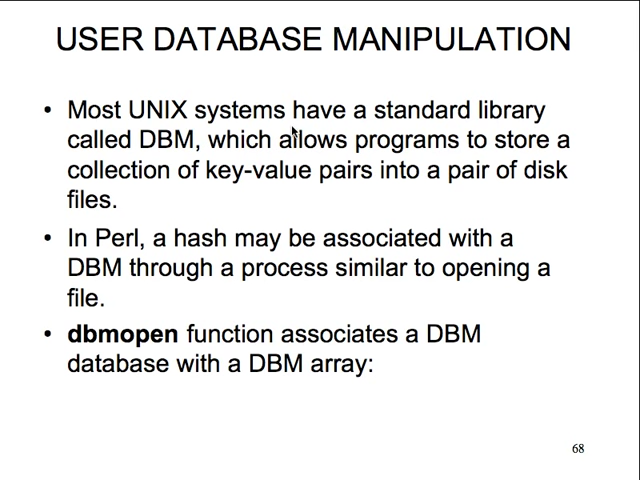 USER DATABASE MANIPULATION
• Most UNIX systems have a standard library
called DBM, which allows programs to store a
collection of key-value pairs into a pair of disk
files.
• In Perl, a hash may be associated with a
DBM through a process similar to opening a
file.
• dbmopen function associates a DBM
database with a DBM array:
68